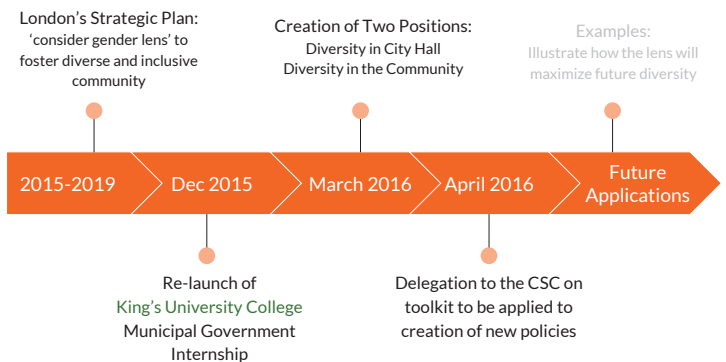 London's Strategic Plan:
'consider gender lens' to
foster diverse and inclusive
community
Creation of Two Positions:
Diversity in City Hall
Diversity in the Community
Examples:
Illustrate how the lens will
maximize future diversity
2015-2019
Dec 2015
March 2016
April 2016
Future
Applications
Re-launch of
King's University College
Municipal Government
Internship
Delegation to the CSC on
toolkit to be applied to
creation of new policies